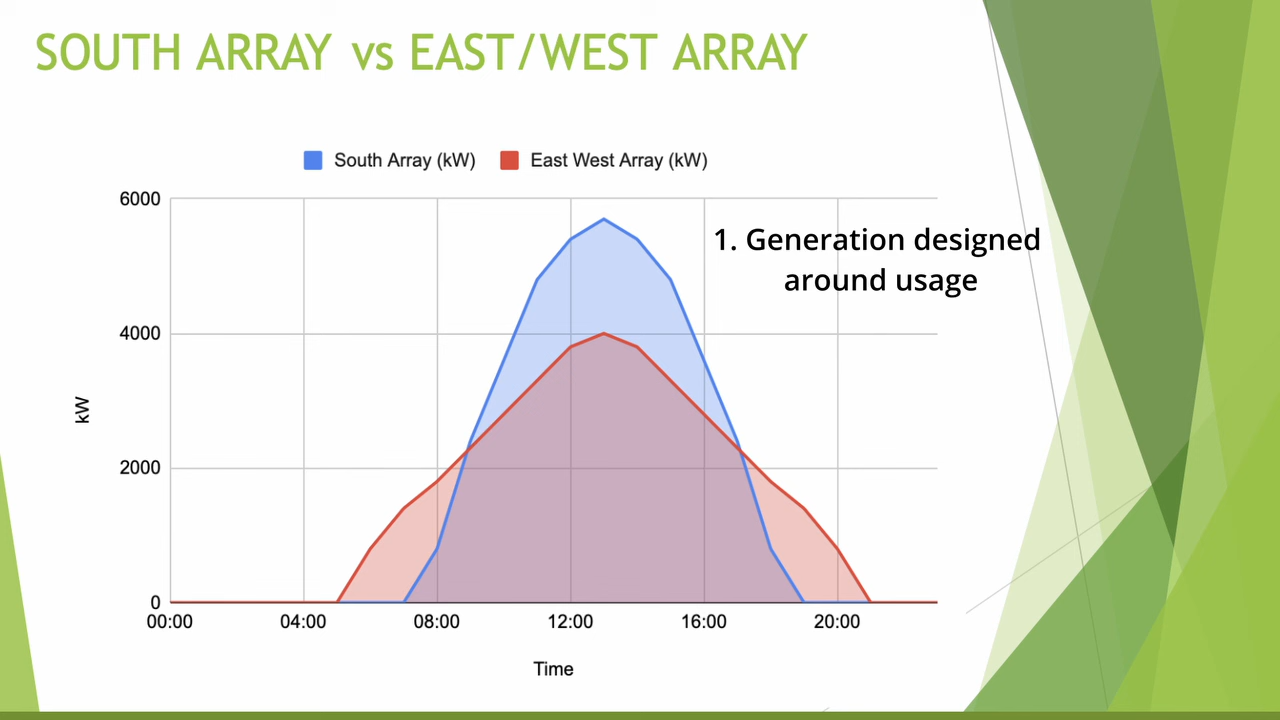 SOUTH ARRAY vs EAST/WEST ARRAY
South Array (kW)
East West Array (kW)
1. Generation designed
around usage
6000
4000
2000
0
kW
00:00
04:00
08:00
12:00
16:00
20:00
Time